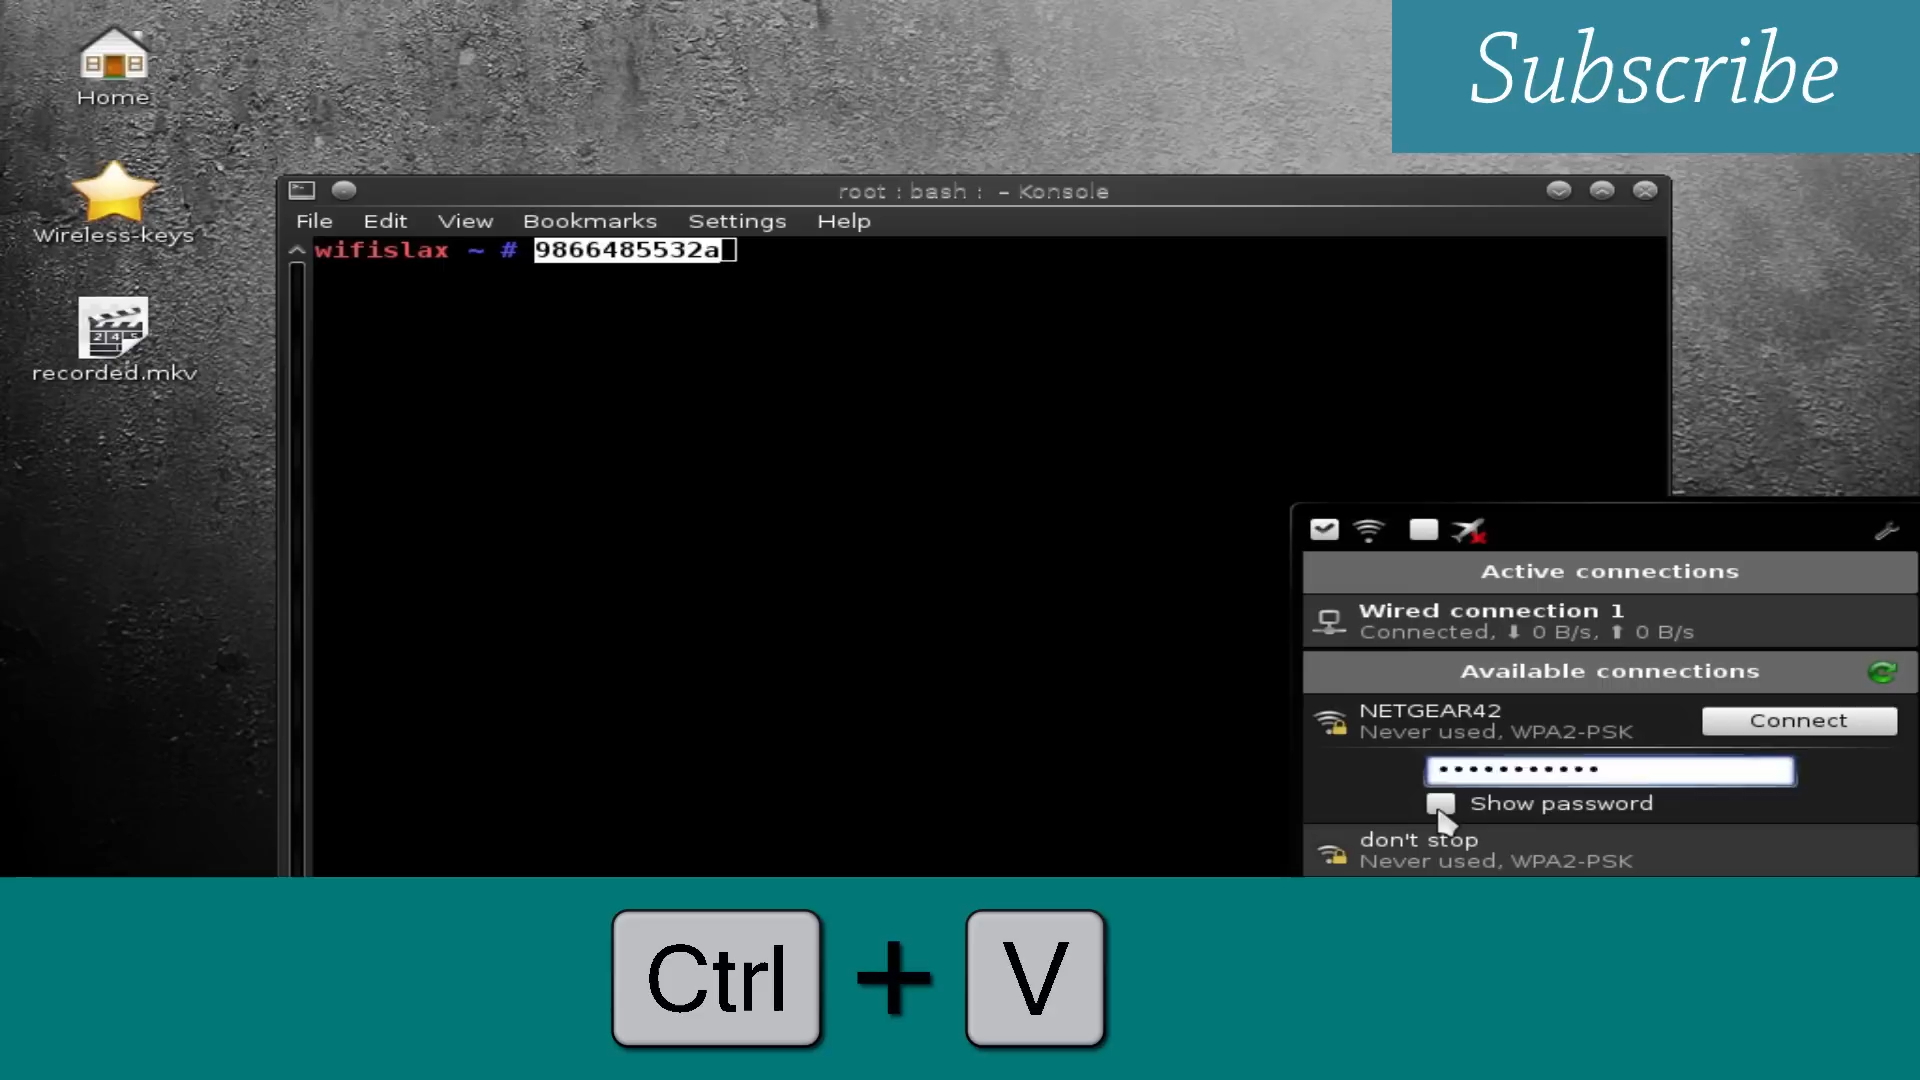 Subscribe
Home
Wireless-keys
recorded.mkv
root : bash : - Konsole
File Edit View Bookmarks Settings Help
wifislax ~ # 9866485532a
Active connections
Wired connection 1
Connected, ⬇ 0 B/s, ⬆ 0 B/s
Available connections
NETGEAR42
Never used, WPA2-PSK
Connect
•••••••••••
Show password
don't stop
Never used, WPA2-PSK
Ctrl + V